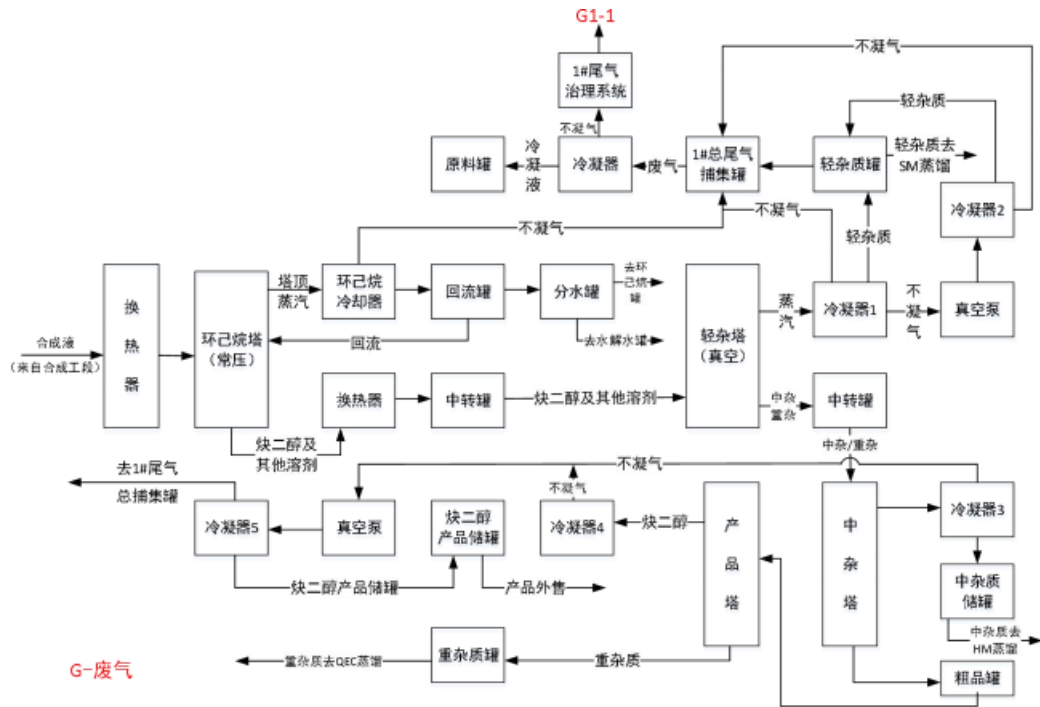 G1-1
不凝气
1#尾气
治理系统
轻杂质
不凝气
原料罐
冷
凝
液
冷凝器
废气
1#总尾气
捕集罐
轻杂质罐
轻杂质去
SM蒸馏
冷凝器2
不凝气
不凝气
轻杂质
换
热
器
塔顶
蒸汽
环己烷
冷却器
回流罐
分水罐
去环
己烷
罐
蒸
汽
冷凝器1
不
凝
气
真空泵
合成液
(来自合成工段)
环己烷塔
(常压)
回流
去水解水罐
轻杂塔
(真空)
换热器
中转罐
炔二醇及其他溶剂
中杂
重杂
中转罐
炔二醇及
其他溶剂
中杂/重杂
去1#尾气
总捕集罐
不凝气
不凝气
冷凝器5
真空泵
炔二醇
产品储罐
冷凝器4
炔二醇
产
品
塔
中
杂
塔
冷凝器3
炔二醇产品储罐
产品外售
中杂质
储罐
中杂质去
HM蒸馏
G-废气
重杂质去QEC蒸馏
重杂质罐
重杂质
粗品罐